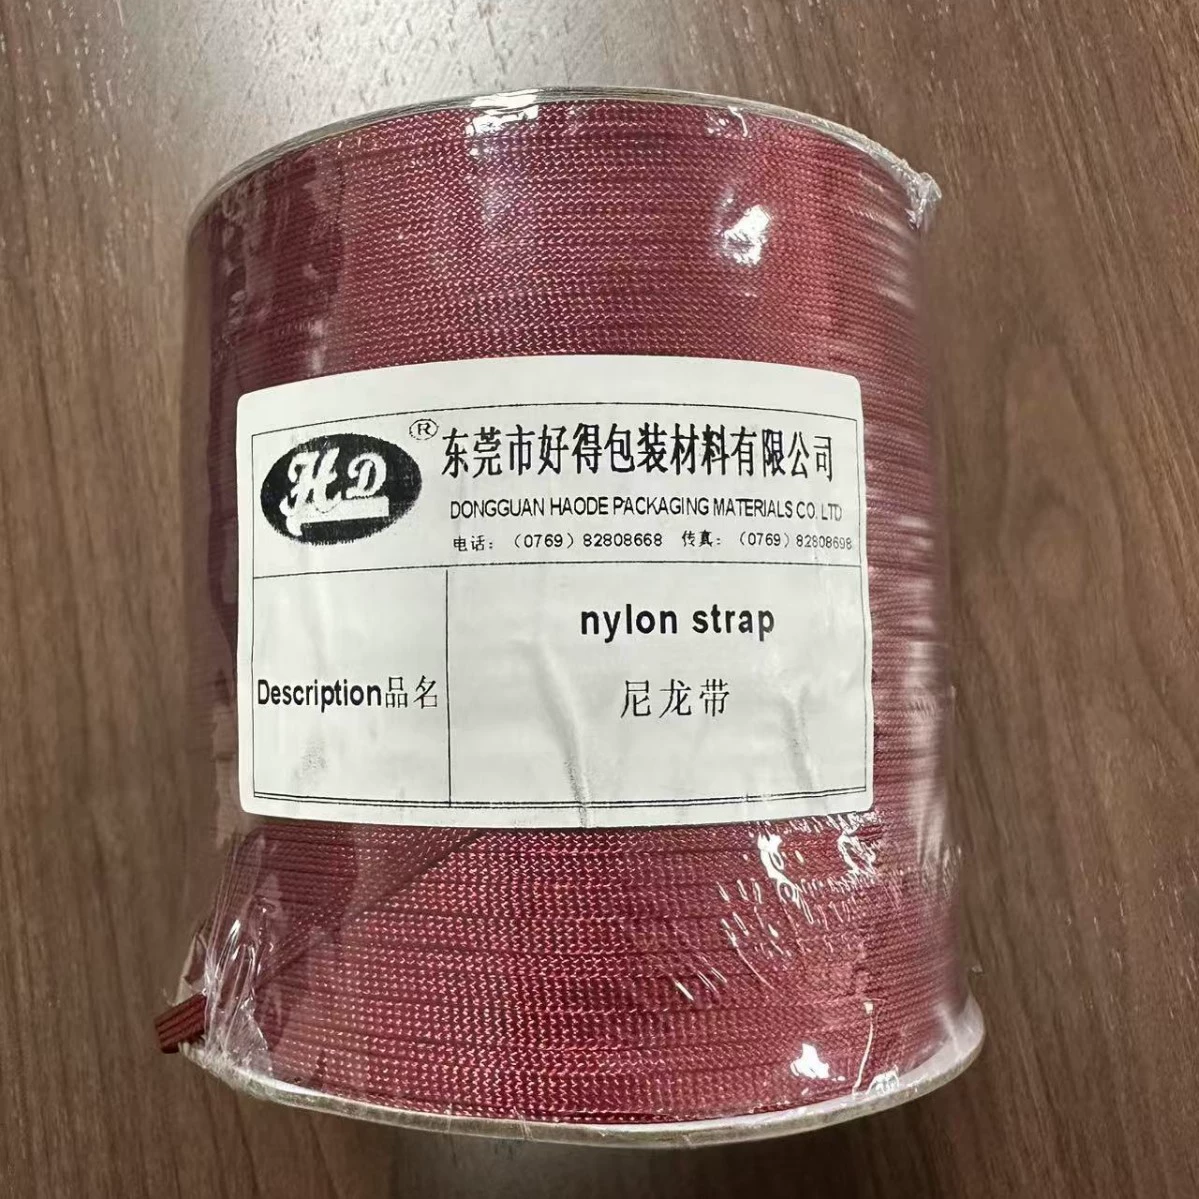 HD ®
东莞市好得包装材料有限公司
DONGGUAN HAODE PACKAGING MATERIALS CO. LTD
电话：（0769）82808668 传真：（0769）82808698
nylon strap
Description品名
尼龙带